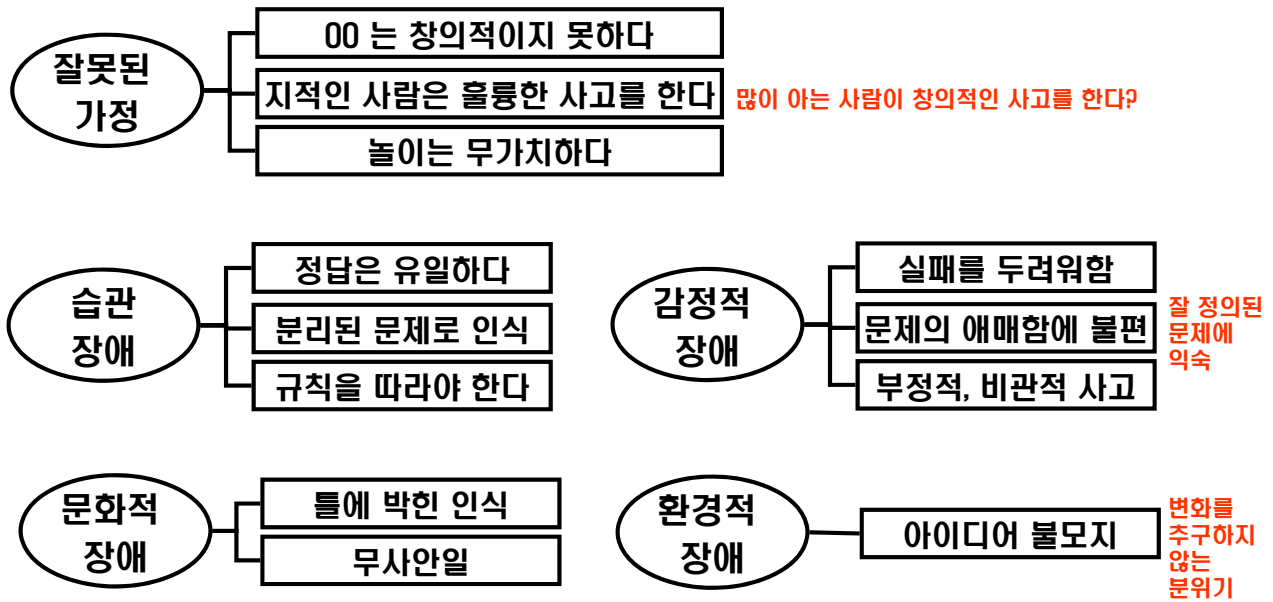 잘못된
가정
OO 는 창의적이지 못하다
지적인 사람은 훌륭한 사고를 한다
많이 아는 사람이 창의적인 사고를 한다?
놀이는 무가치하다
습관
장애
정답은 유일하다
분리된 문제로 인식
규칙을 따라야 한다
감정적
장애
실패를 두려워함
문제의 애매함에 불편
부정적, 비관적 사고
잘 정의된
문제에
익숙
문화적
장애
틀에 박힌 인식
무사안일
환경적
장애
아이디어 불모지
변화를
추구하지
않는
분위기